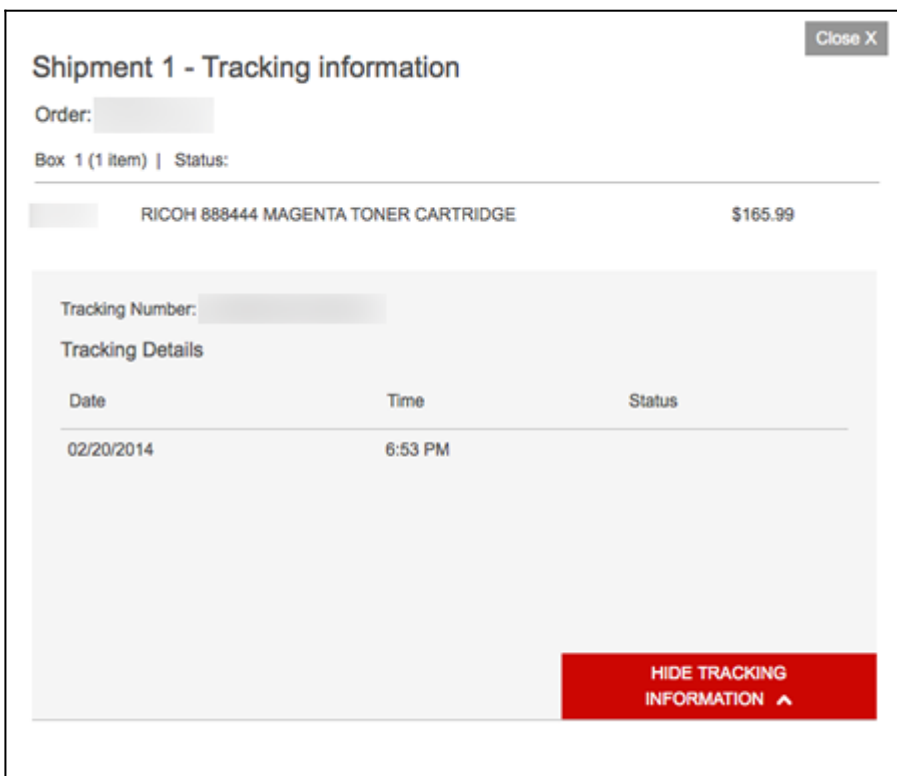 Close X
Shipment 1 - Tracking information
Order:
Box 1 (1 item) | Status:
RICOH 888444 MAGENTA TONER CARTRIDGE $165.99
Tracking Number:
Tracking Details
Date Time Status
02/20/2014 6:53 PM
HIDE TRACKING
INFORMATION